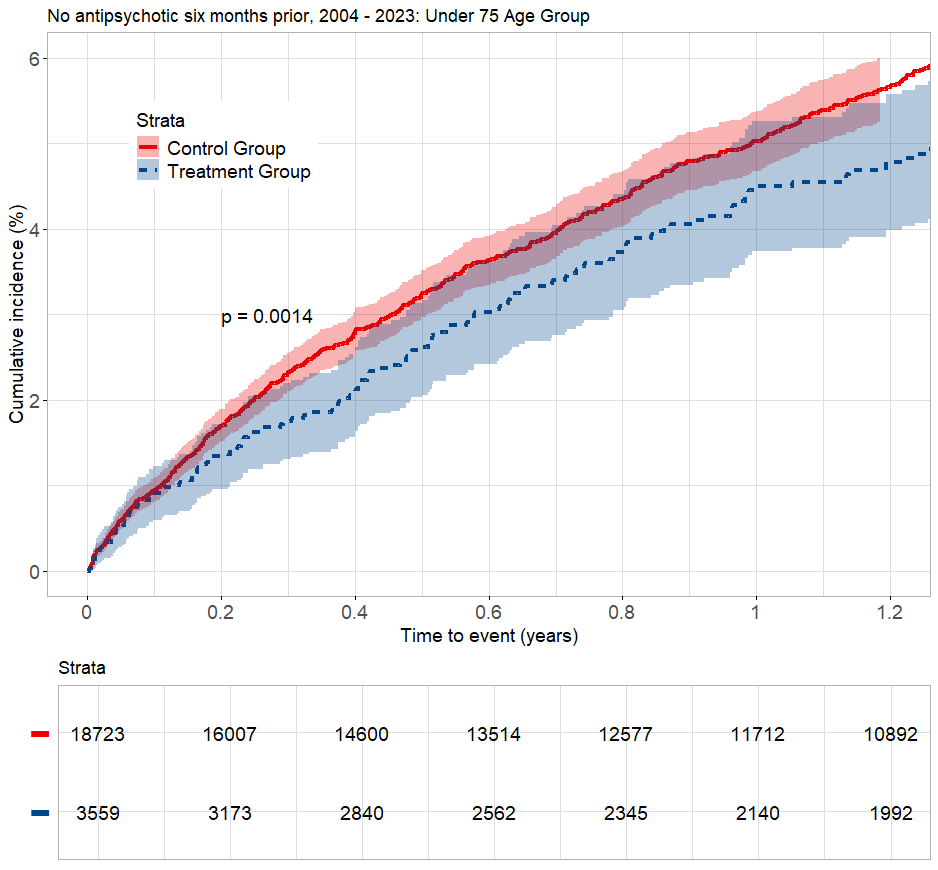 No antipsychotic six months prior, 2004 - 2023: Under 75 Age Group
6
4
2
0
Cumulative incidence (%)
Strata
Control Group
Treatment Group
p = 0.0014
0 0.2 0.4 0.6 0.8 1 1.2
Time to event (years)
Strata
18723 16007 14600 13514 12577 11712 10892
3559 3173 2840 2562 2345 2140 1992